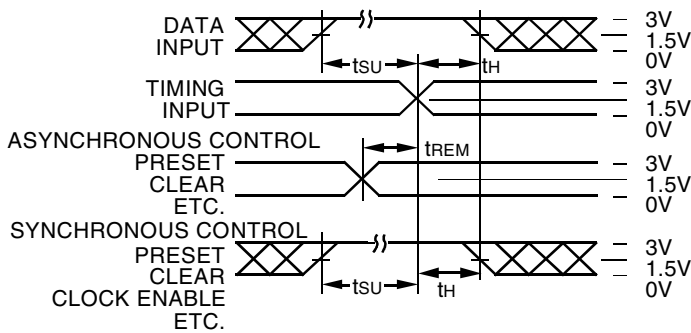 DATA
INPUT
tSU
tH
3V
1.5V
0V
TIMING
INPUT
3V
1.5V
0V
ASYNCHRONOUS CONTROL
PRESET
CLEAR
ETC.
tREM
3V
1.5V
0V
SYNCHRONOUS CONTROL
PRESET
CLEAR
CLOCK ENABLE
ETC.
tSU
tH
3V
1.5V
0V